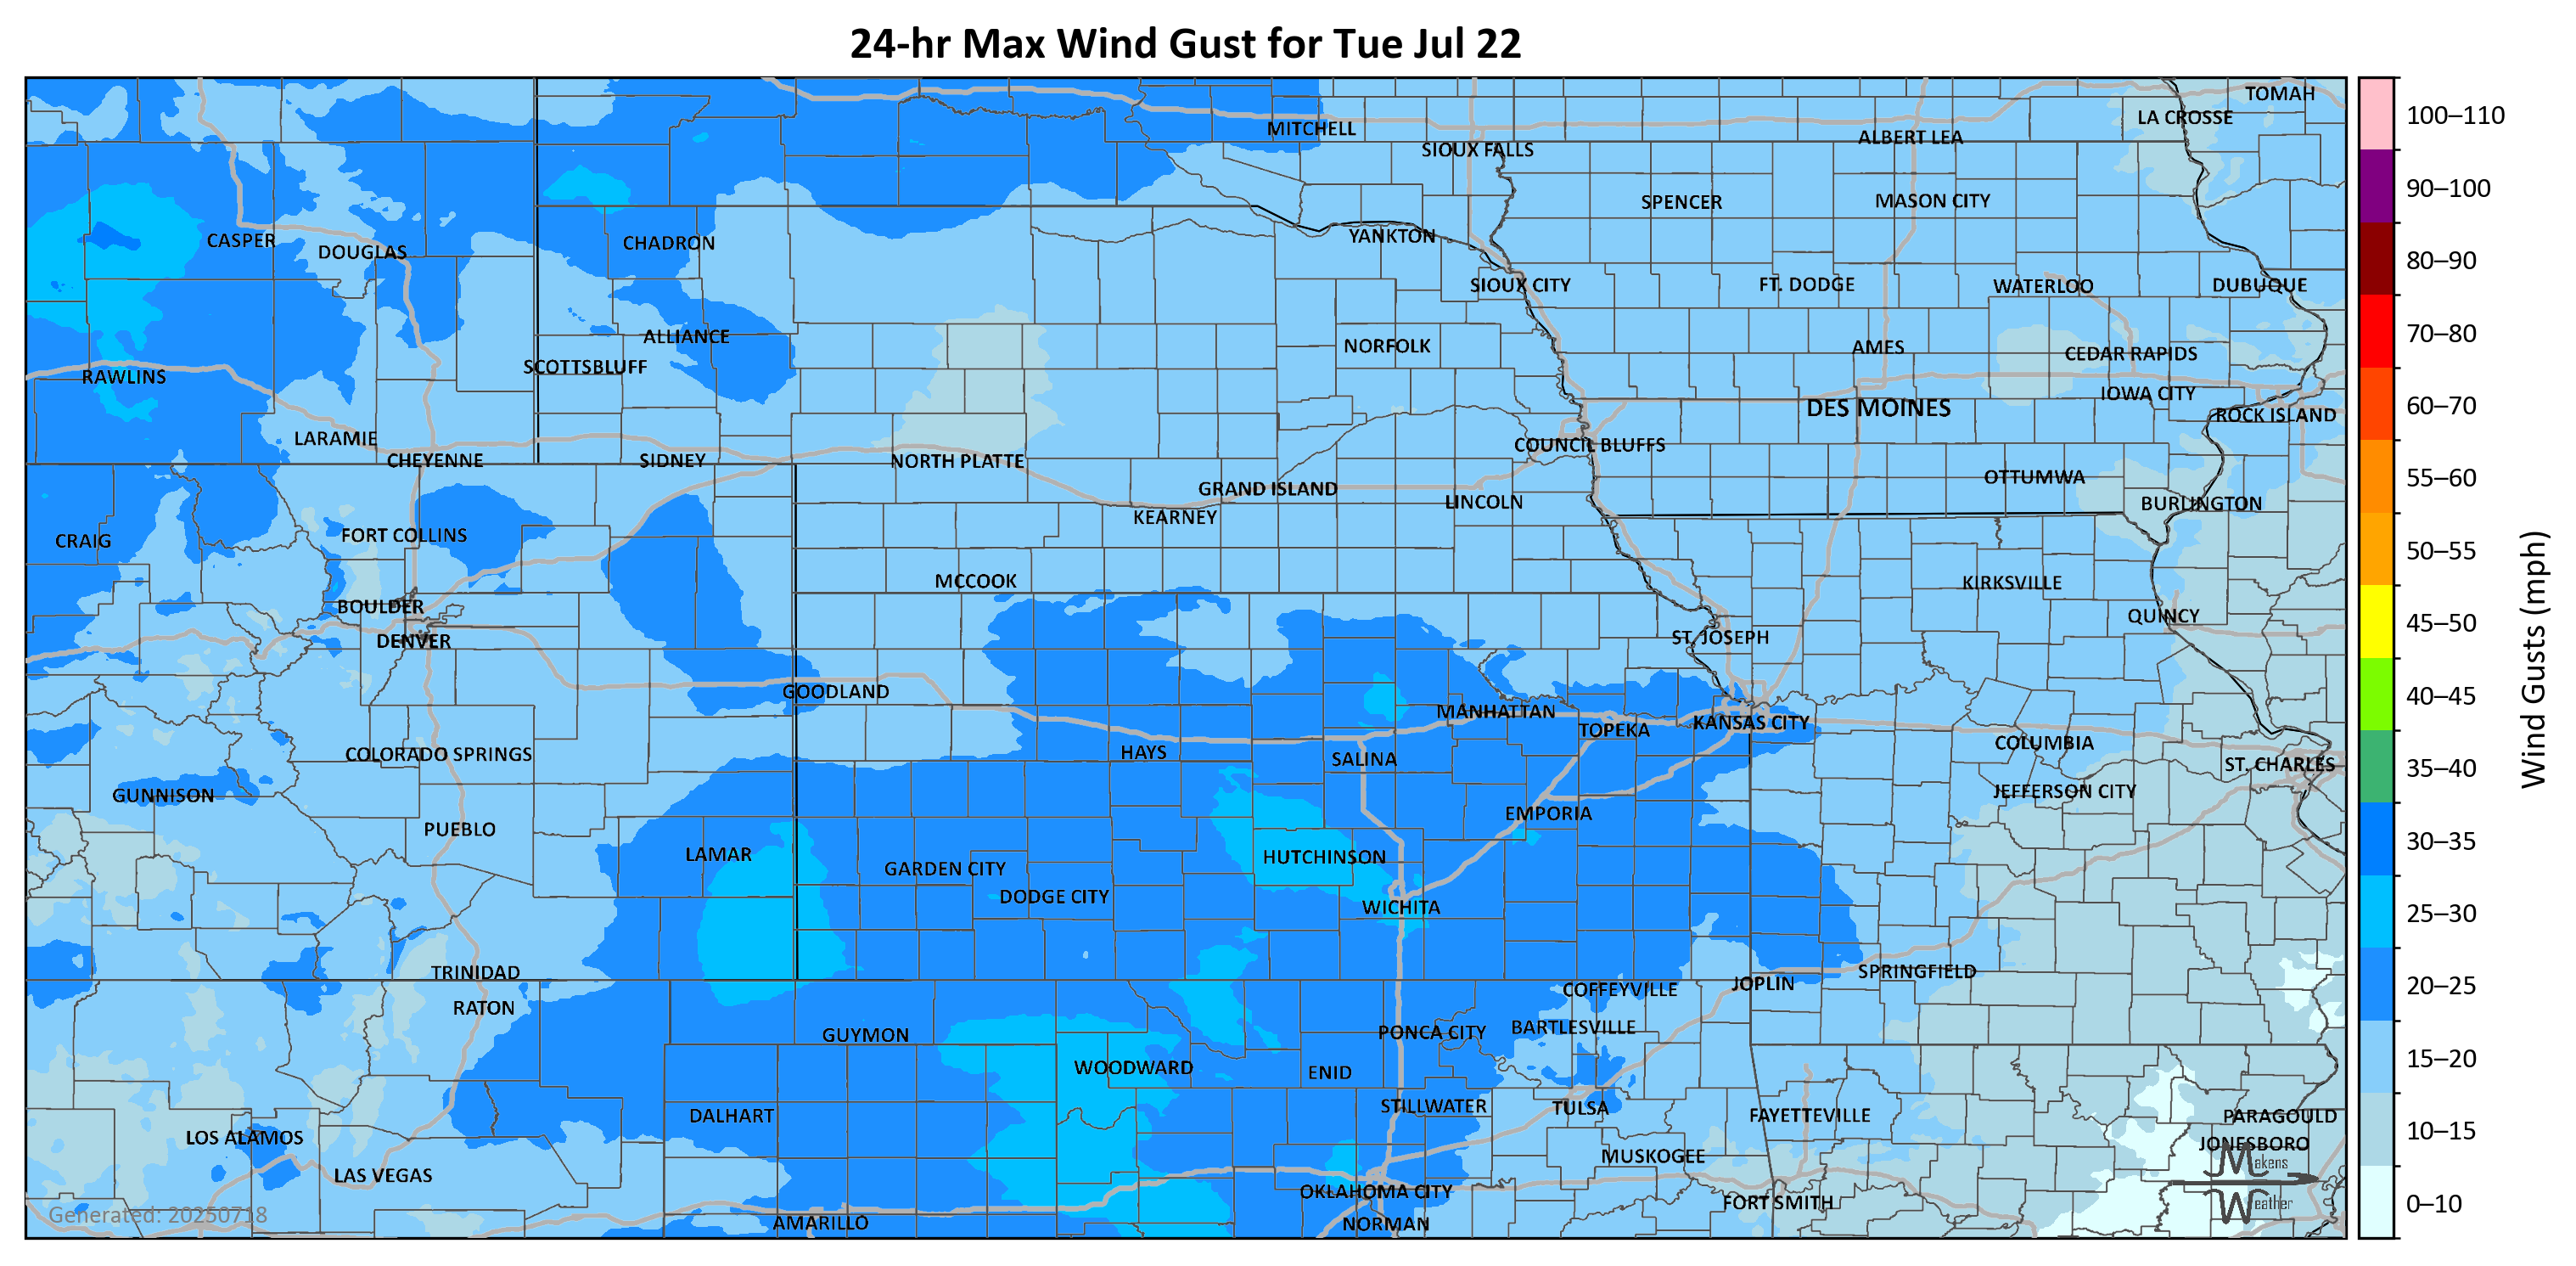 24-hr Max Wind Gust for Tue Jul 22
TOMAH
LA CROSSE
MITCHELL
ALBERT LEA
SIOUX FALLS
SPENCER
MASON CITY
CASPER
DOUGLAS
CHADRON
YANKTON
SIOUX CITY
FT. DODGE
WATERLOO
DUBUQUE
ALLIANCE
NORFOLK
AMES
CEDAR RAPIDS
SCOTTSBLUFF
RAWLINS
IOWA CITY
DES MOINES
ROCK ISLAND
LARAMIE
COUNCIL BLUFFS
CHEYENNE
SIDNEY
NORTH PLATTE
OTTUMWA
GRAND ISLAND
LINCOLN
BURLINGTON
KEARNEY
CRAIG
FORT COLLINS
MCCOOK
KIRKSVILLE
BOULDER
QUINCY
DENVER
ST. JOSEPH
GOODLAND
MANHATTAN
TOPEKA
KANSAS CITY
COLUMBIA
COLORADO SPRINGS
HAYS
SALINA
ST. CHARLES
GUNNISON
JEFFERSON CITY
EMPORIA
PUEBLO
LAMAR
HUTCHINSON
GARDEN CITY
DODGE CITY
WICHITA
TRINIDAD
SPRINGFIELD
JOPLIN
COFFEYVILLE
RATON
GUYMON
PONCA CITY
BARTLESVILLE
WOODWARD
ENID
STILLWATER
TULSA
DALHART
FAYETTEVILLE
PARAGOULD
LOS ALAMOS
JONESBORO
MUSKOGEE
LAS VEGAS
OKLAHOMA CITY
FORT SMITH
AMARILLO
NORMAN
Generated: 20250718
Makens
Weather
100–110
90–100
80–90
70–80
60–70
55–60
50–55
45–50
40–45
35–40
30–35
25–30
20–25
15–20
10–15
0–10
Wind Gusts (mph)